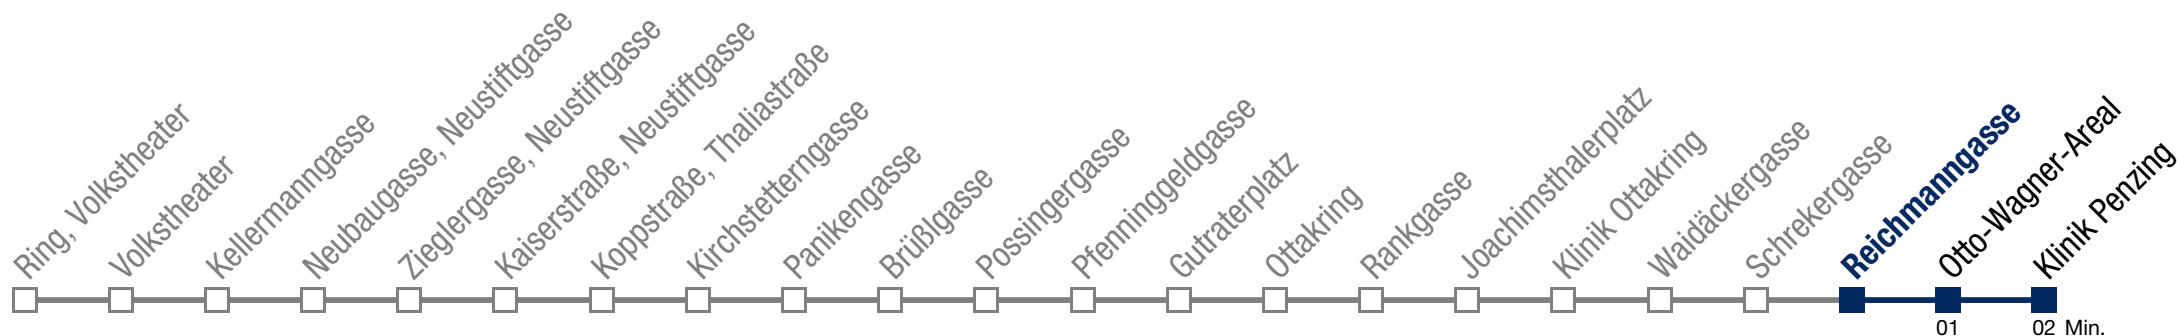 Ring, Volkstheater
Volkstheater
Kellermanngasse
Neubaugasse, Neustiftgasse
Zieglergasse, Neustiftgasse
Kaiserstraße, Neustiftgasse
Koppstraße, Thaliastraße
Kirchstetterngasse
Panikengasse
Brüßlgasse
Possingergasse
Pfenninggeldgasse
Gutraterplatz
Ottakring
Rankgasse
Joachimsthalerplatz
Klinik Ottakring
Waidäckergasse
Schrekergasse
Reichmanngasse
Otto-Wagner-Areal
Klinik Penzing
01
02 Min.